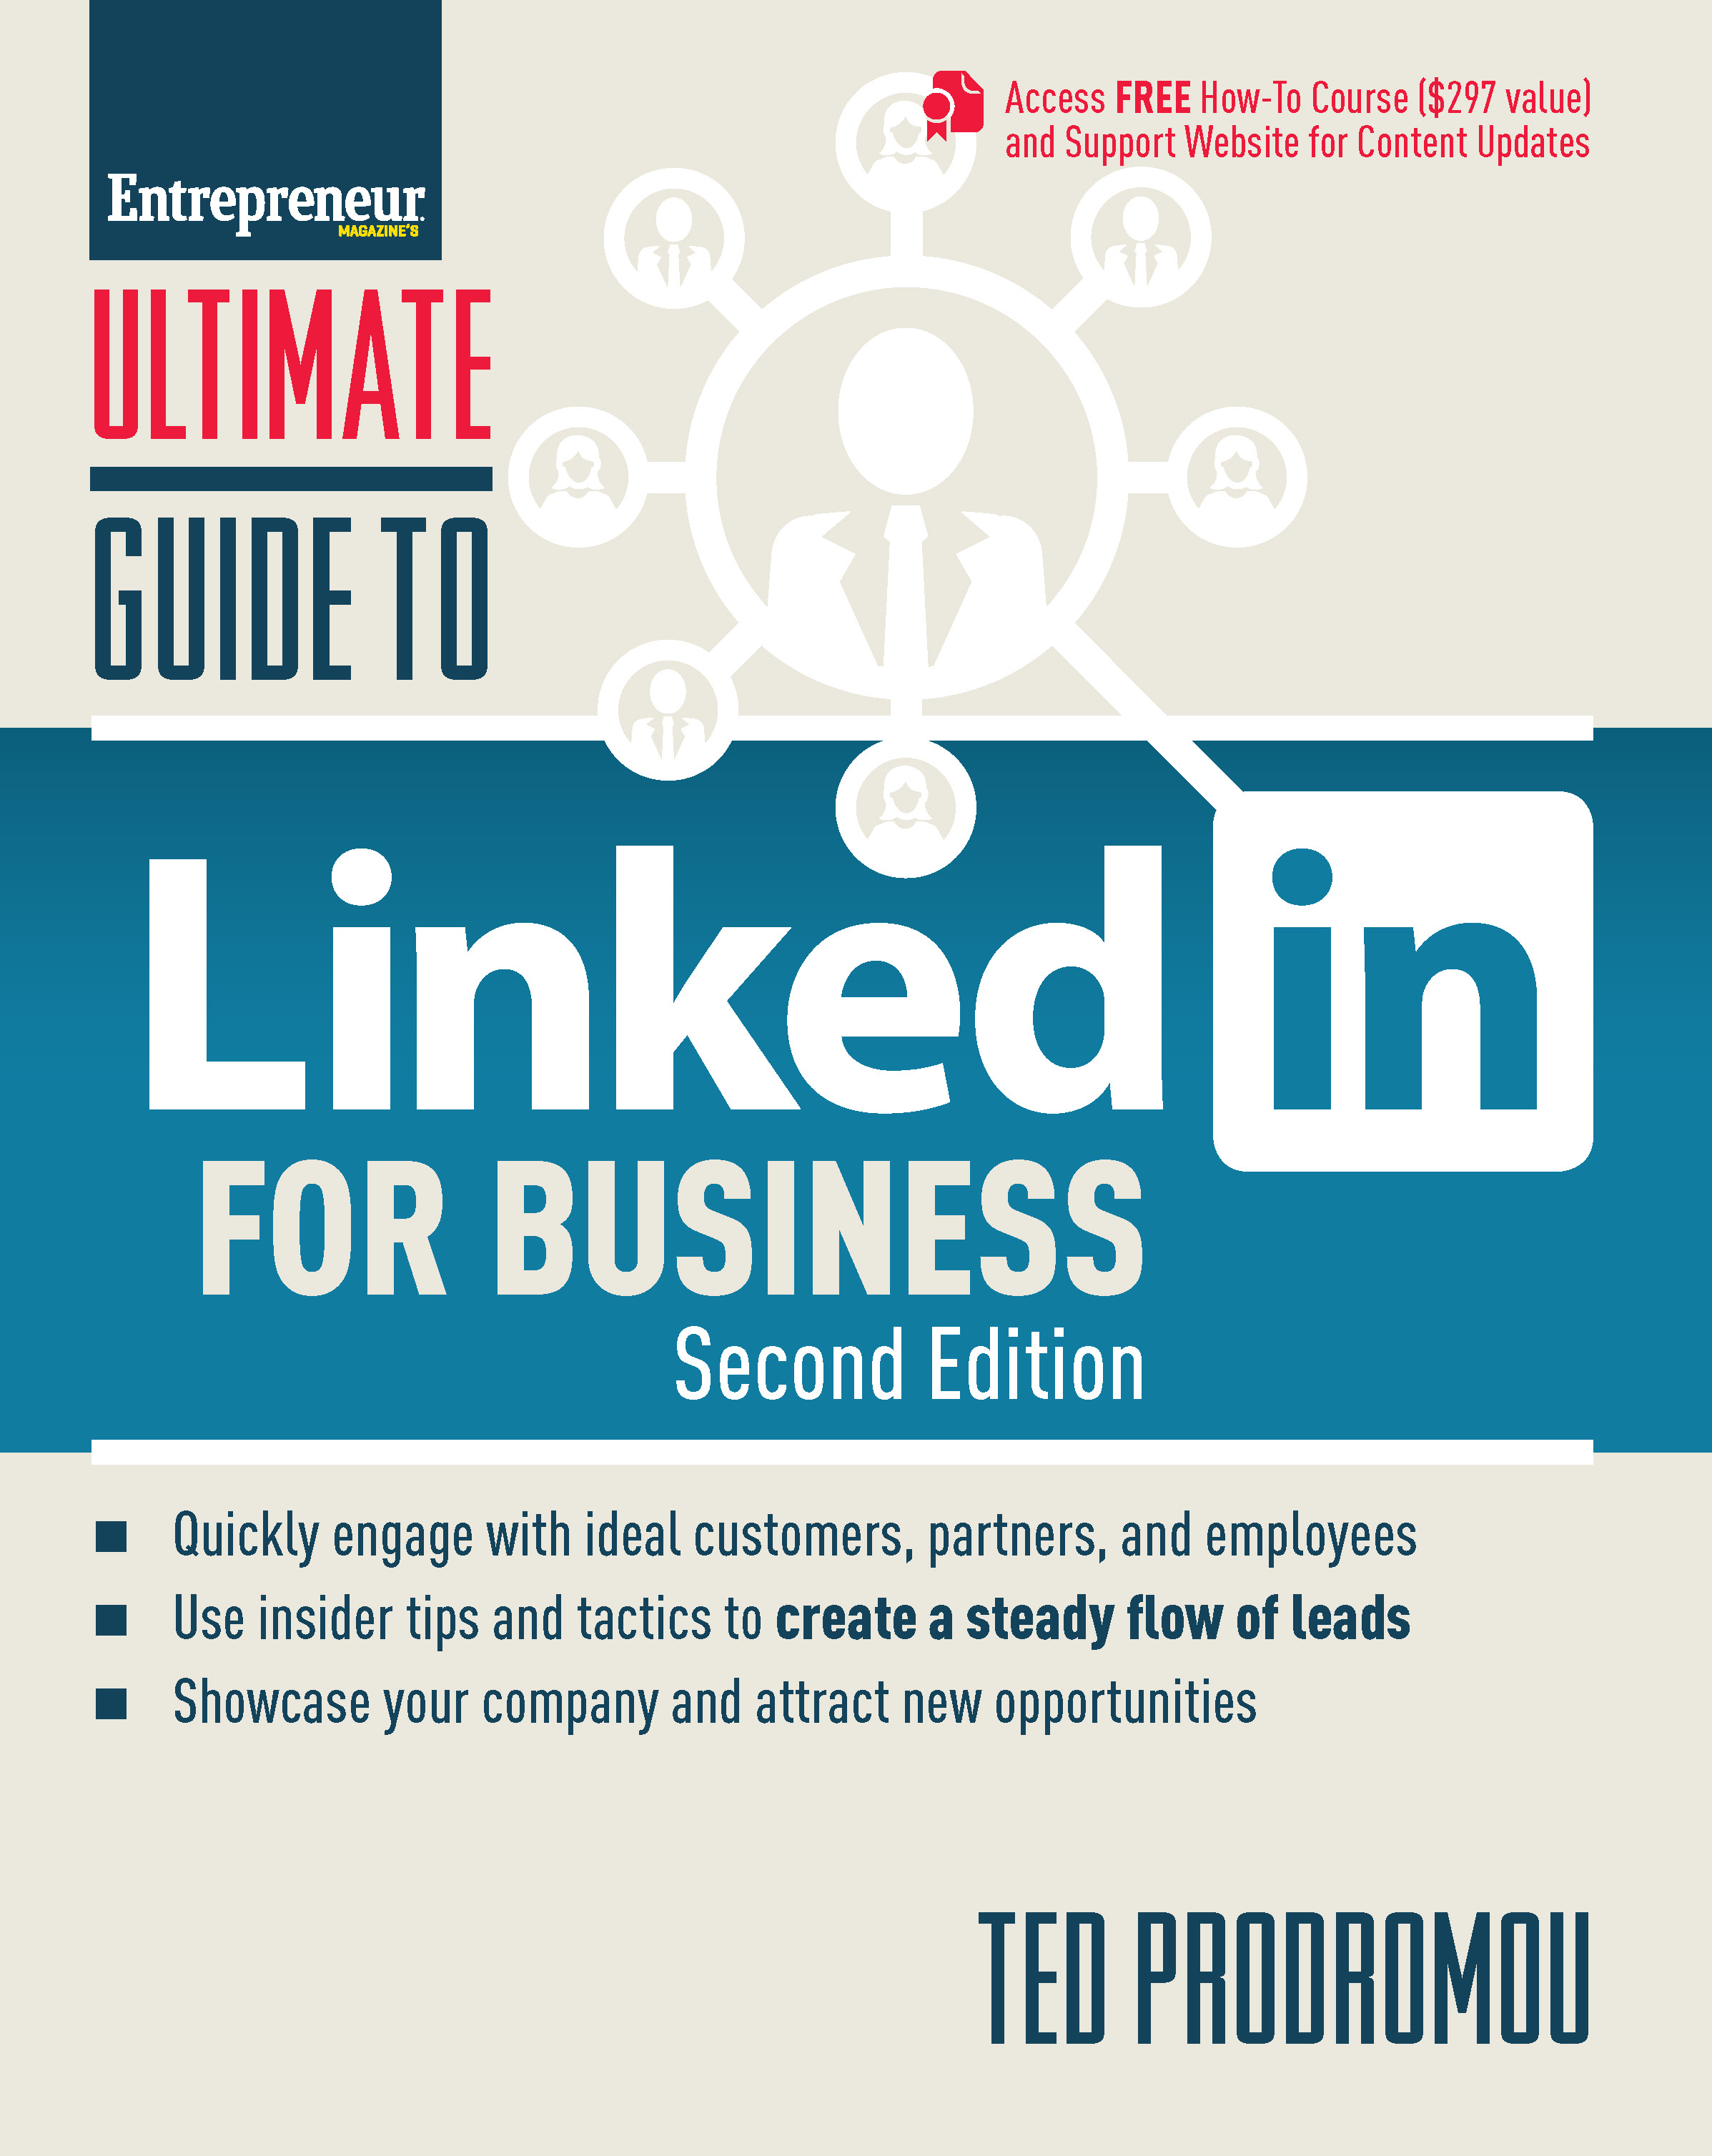 Access FREE How-To Course ($297 value)
and Support Website for Content Updates
Entrepreneur
MAGAZINE'S
ULTIMATE
GUIDE TO
Linked in
FOR BUSINESS
Second Edition
■ Quickly engage with ideal customers, partners, and employees
■ Use insider tips and tactics to create a steady flow of leads
■ Showcase your company and attract new opportunities
TED PRODROMOU